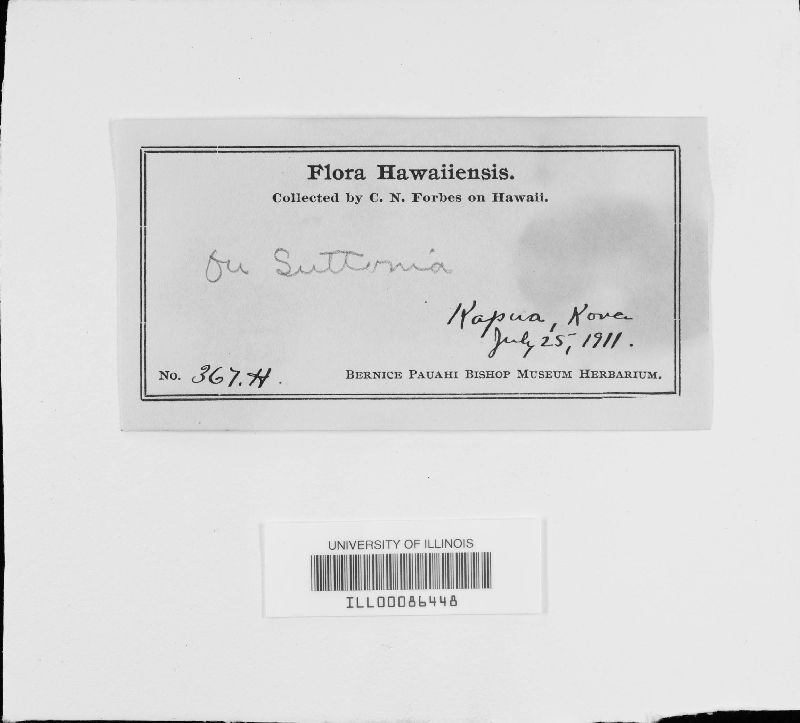 Flora Hawaiiensis.
Collected by C. N. Forbes on Hawaii.
On Suttonia
Kapua, Kona
July 25, 1911.
No. 367.H.
BERNICE PAUAHI BISHOP MUSEUM HERBARIUM.
UNIVERSITY OF ILLINOIS
ILL00086448